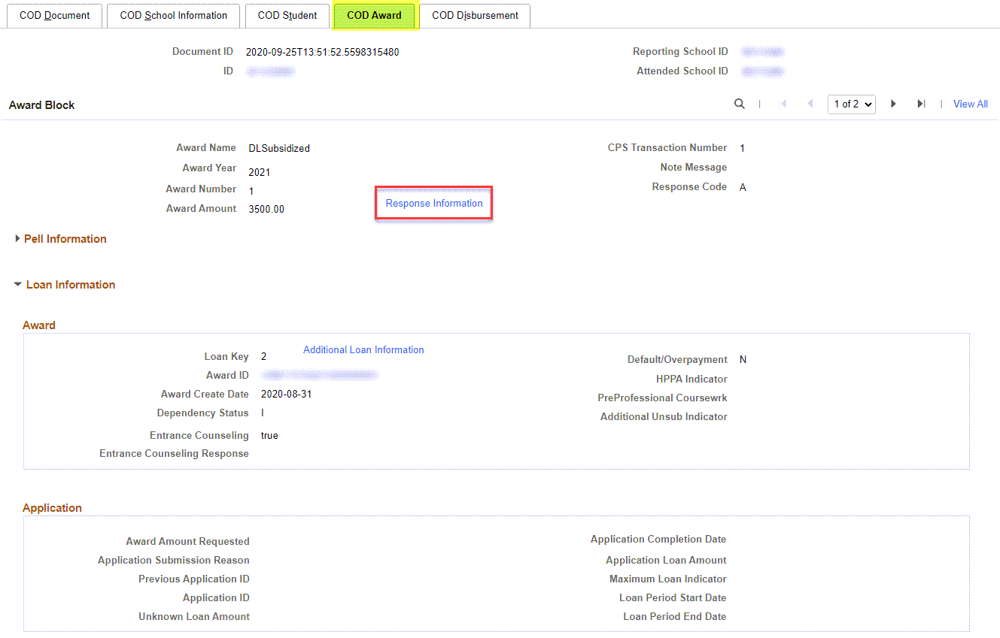 COD Document COD School Information COD Student COD Award COD Disbursement
Document ID 2020-09-25T13:51:52.5598315480 Reporting School ID
ID Attended School ID
Award Block 1 of 2 View All
Award Name DLSubsidized CPS Transaction Number 1
Award Year 2021 Note Message
Award Number 1 Response Code A
Award Amount 3500.00 Response Information
Pell Information
Loan Information
Award
Loan Key 2 Additional Loan Information Default/Overpayment N
Award ID HPPA Indicator
Award Create Date 2020-08-31 PreProfessional Coursewrk
Dependency Status I Additional Unsub Indicator
Entrance Counseling true
Entrance Counseling Response
Application
Award Amount Requested Application Completion Date
Application Submission Reason Application Loan Amount
Previous Application ID Maximum Loan Indicator
Application ID Loan Period Start Date
Unknown Loan Amount Loan Period End Date